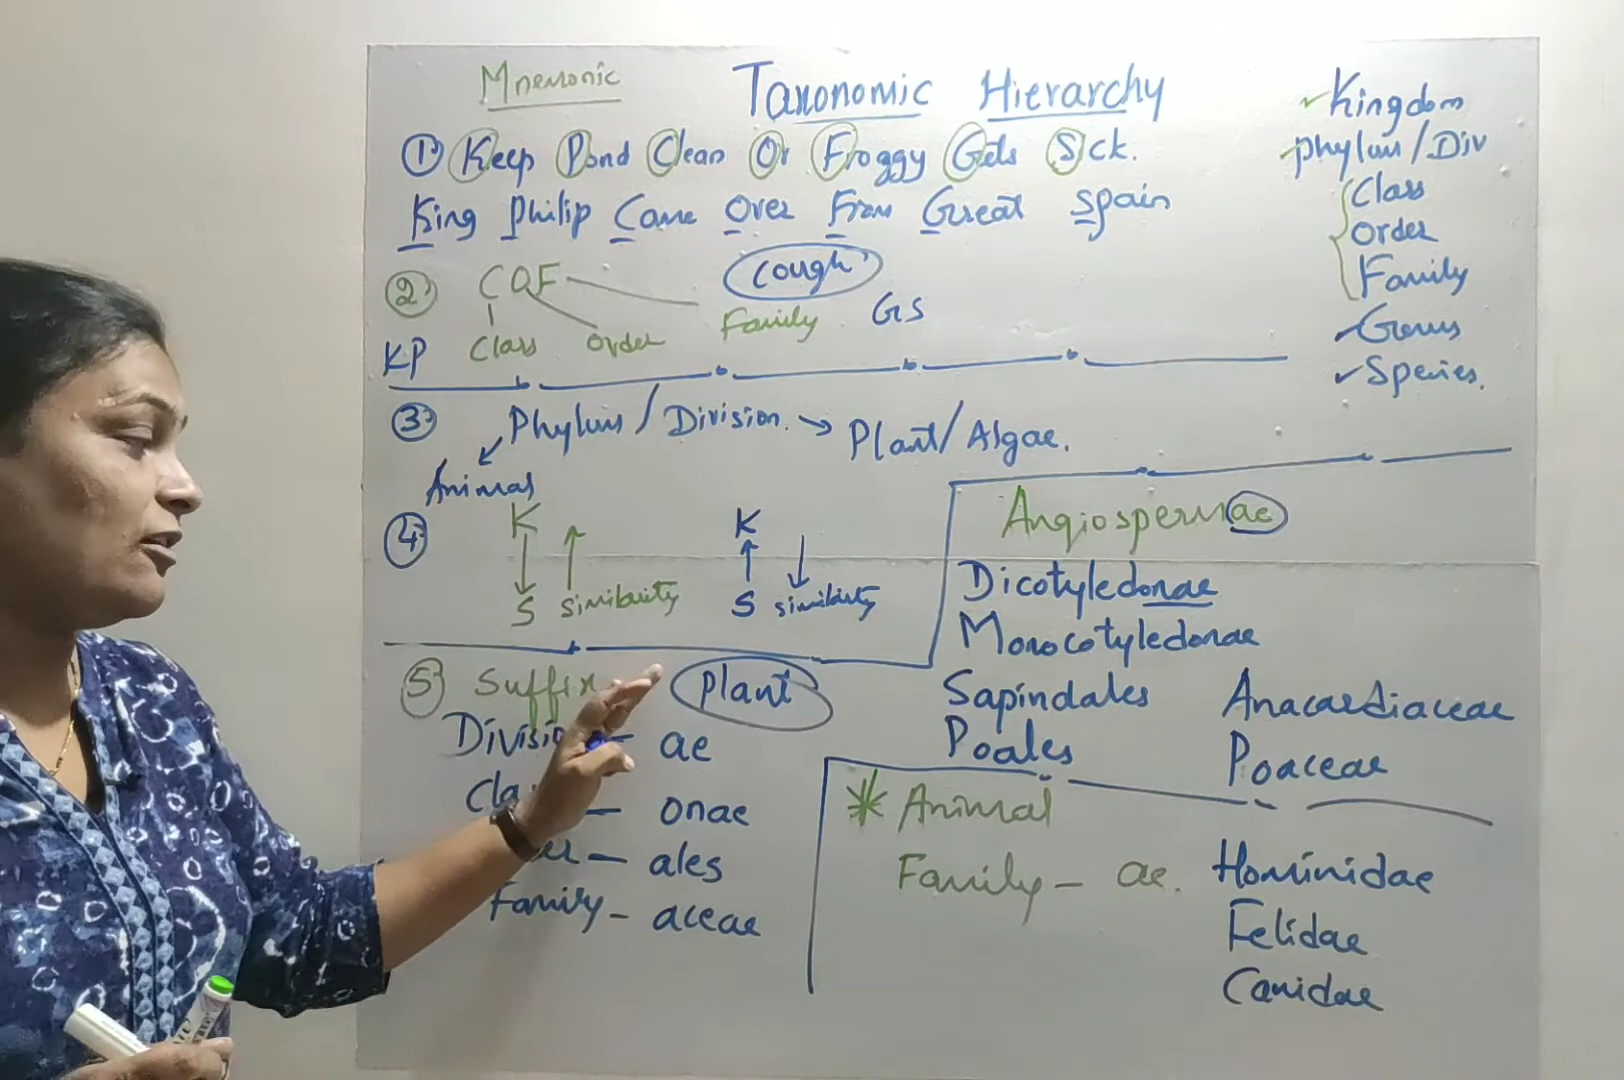 Mnemonic
Taxonomic Hierarchy
① Keep Pond Clean Or Froggy Gets Sick.
King Philip Came Over From Great Spain
② COF
cough
Class Order Family GS
KP
Kingdom
Phylum/Div
Class
Order
Family
Genus
Species.
③ Phylum / Division. → Plant/Algae.
Animal
④ K K
S Similarity S Similarity
Angiospermae
Dicotyledonae
Monocotyledonae
Sapindales Anacardiaceae
Poales Poaceae
⑤ Suffix Plant
Divisio – ae
Cla – onae
– ales
Family – aceae
* Animal
Family – ae. Hominidae
Felidae
Canidae